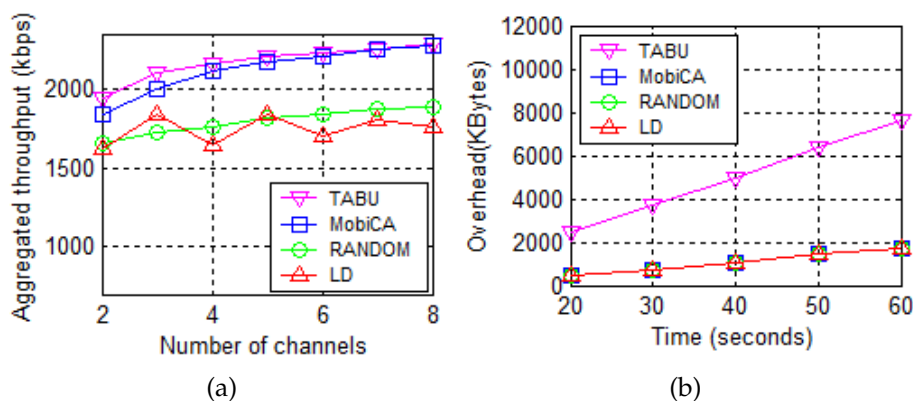 Aggregated throughput (kbps)
2000
1500
1000
TABU
MobiCA
RANDOM
LD
2 4 6 8
Number of channels
(a)
Overhead(KBytes)
12000
10000
8000
6000
4000
2000
0
TABU
MobiCA
RANDOM
LD
20 30 40 50 60
Time (seconds)
(b)